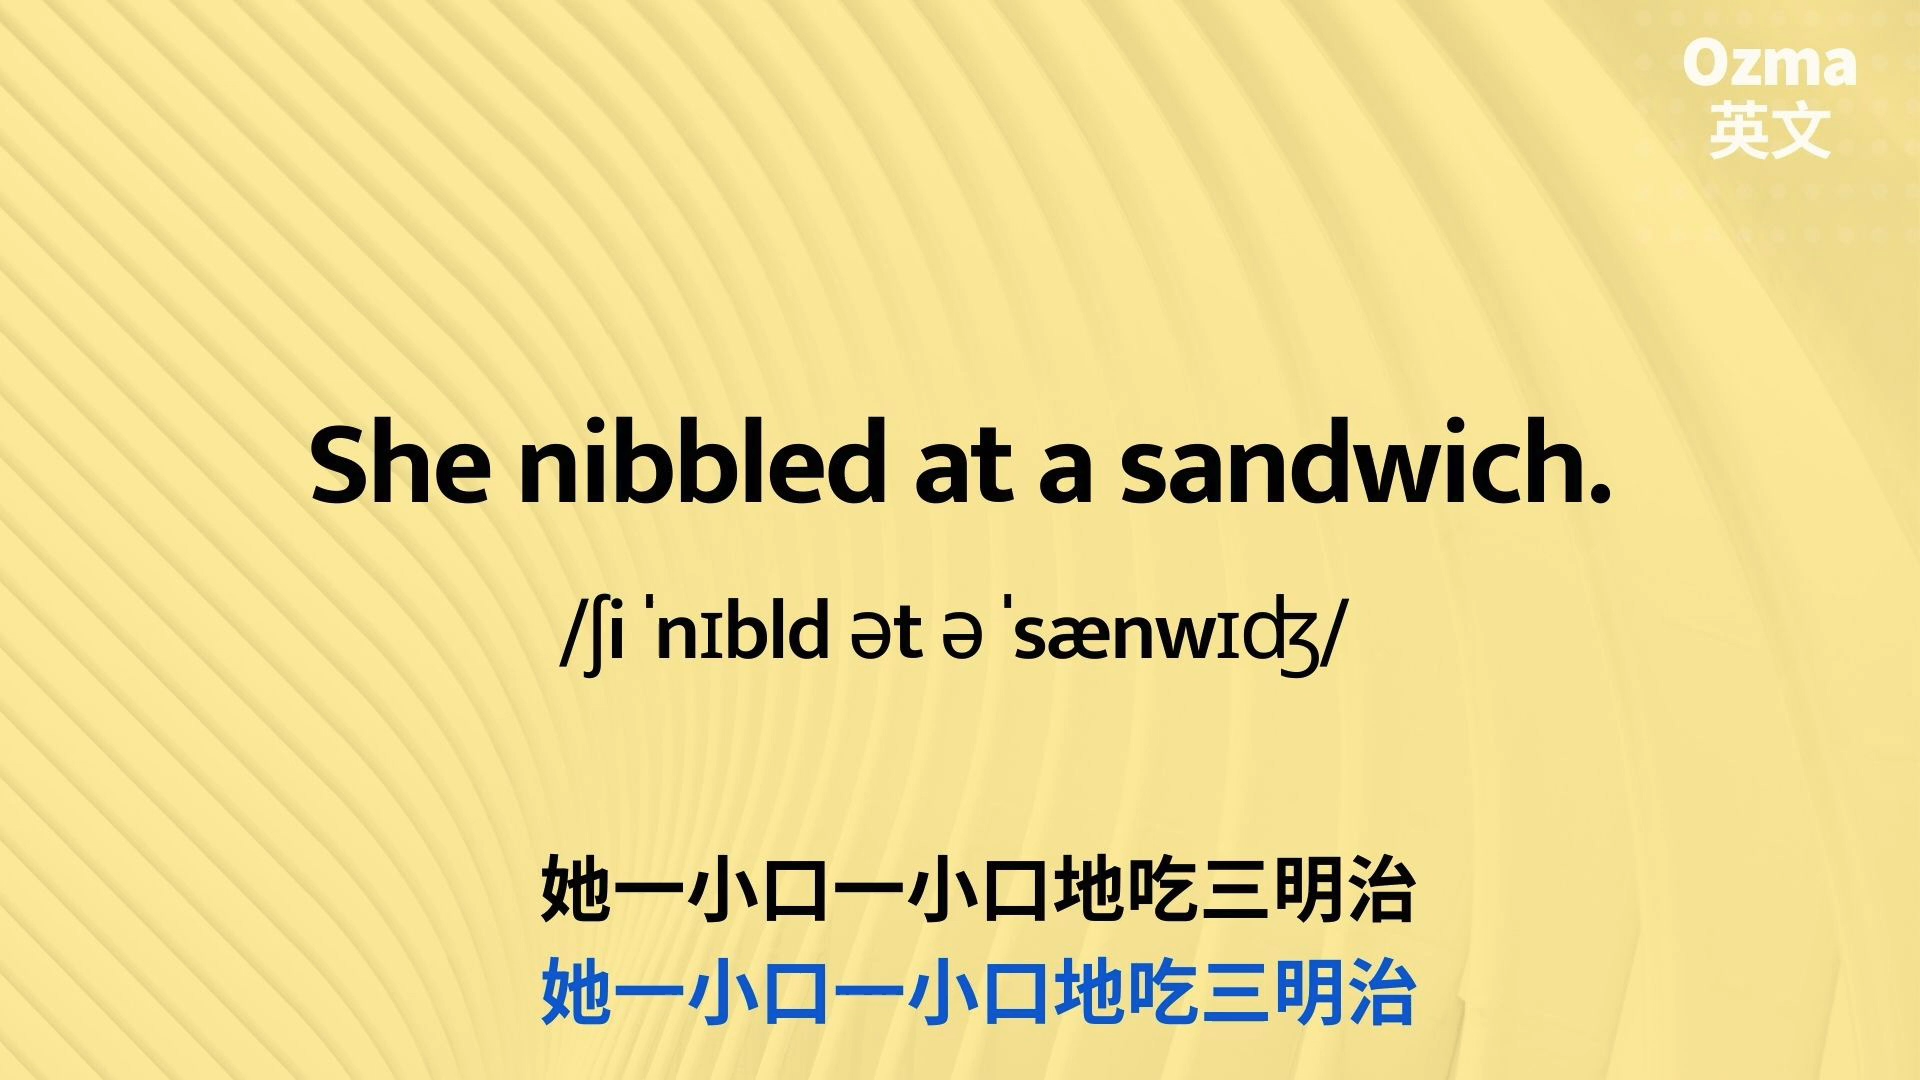 Ozma
英文
She nibbled at a sandwich.
/ʃi ˈnɪbld ət ə ˈsænwɪʤ/
她一小口一小口地吃三明治
她一小口一小口地吃三明治